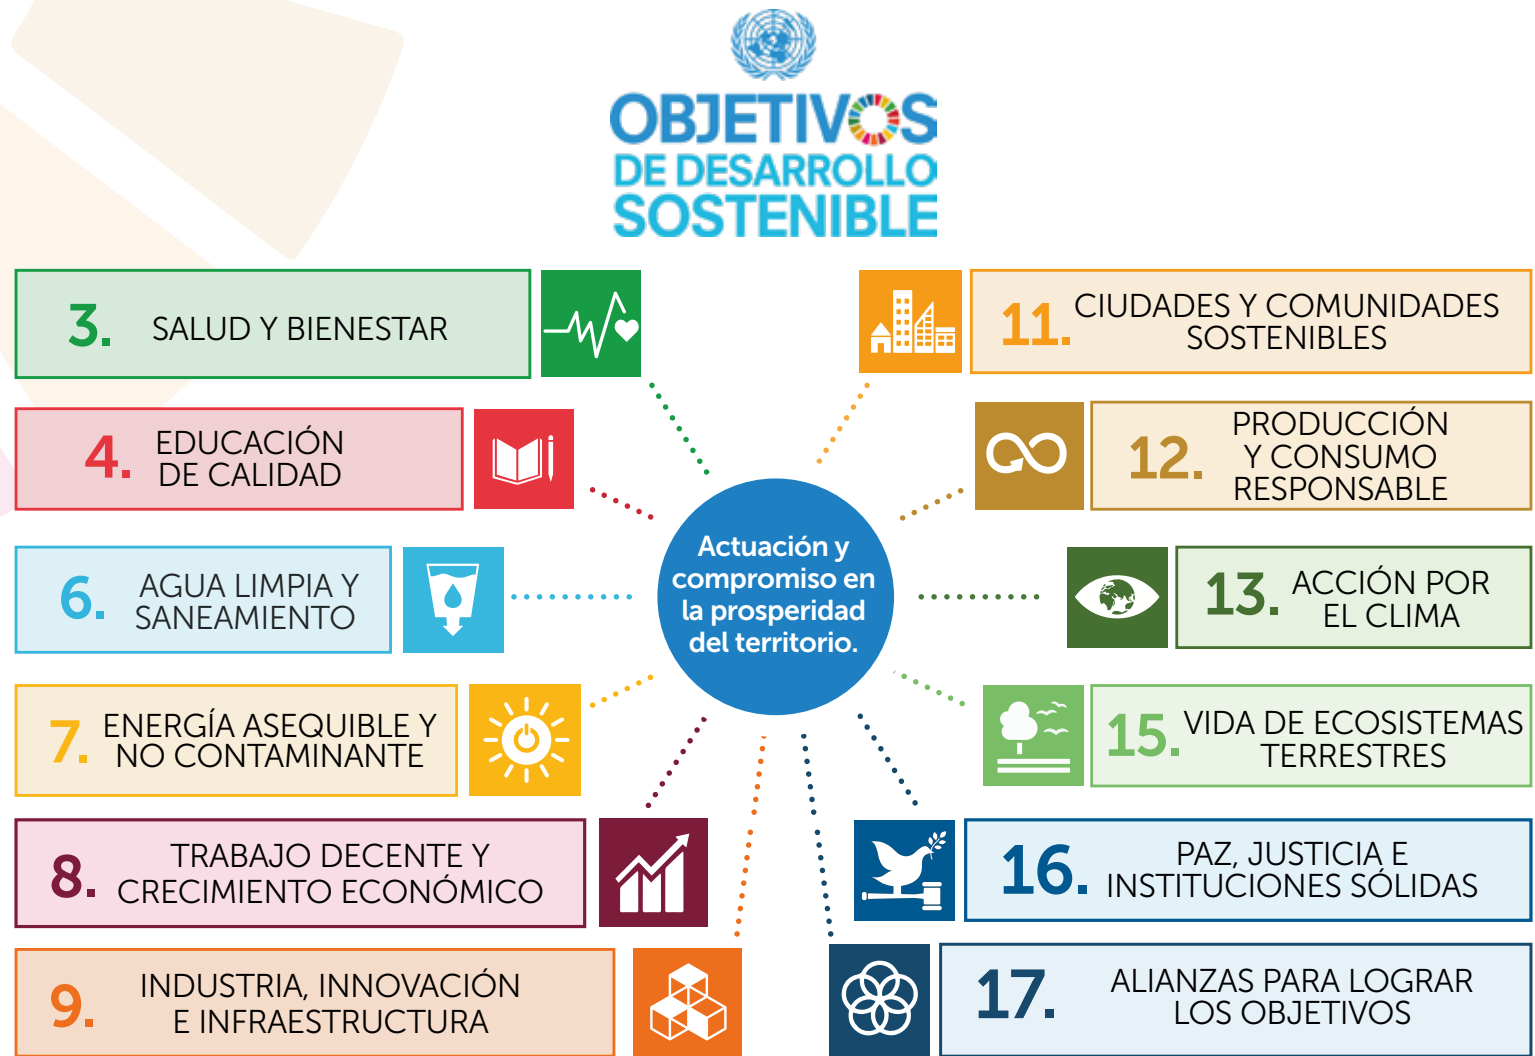 OBJETIVOS
DE DESARROLLO
SOSTENIBLE
3.
SALUD Y BIENESTAR
4.
EDUCACIÓN
DE CALIDAD
6.
AGUA LIMPIA Y
SANEAMIENTO
7.
ENERGÍA ASEQUIBLE Y
NO CONTAMINANTE
8.
TRABAJO DECENTE Y
CRECIMIENTO ECONÓMICO
9.
INDUSTRIA, INNOVACIÓN
E INFRAESTRUCTURA
Actuación y
compromiso en
la prosperidad
del territorio.
11.
CIUDADES Y COMUNIDADES
SOSTENIBLES
12.
PRODUCCIÓN
Y CONSUMO
RESPONSABLE
13.
ACCIÓN POR
EL CLIMA
15.
VIDA DE ECOSISTEMAS
TERRESTRES
16.
PAZ, JUSTICIA E
INSTITUCIONES SÓLIDAS
17.
ALIANZAS PARA LOGRAR
LOS OBJETIVOS